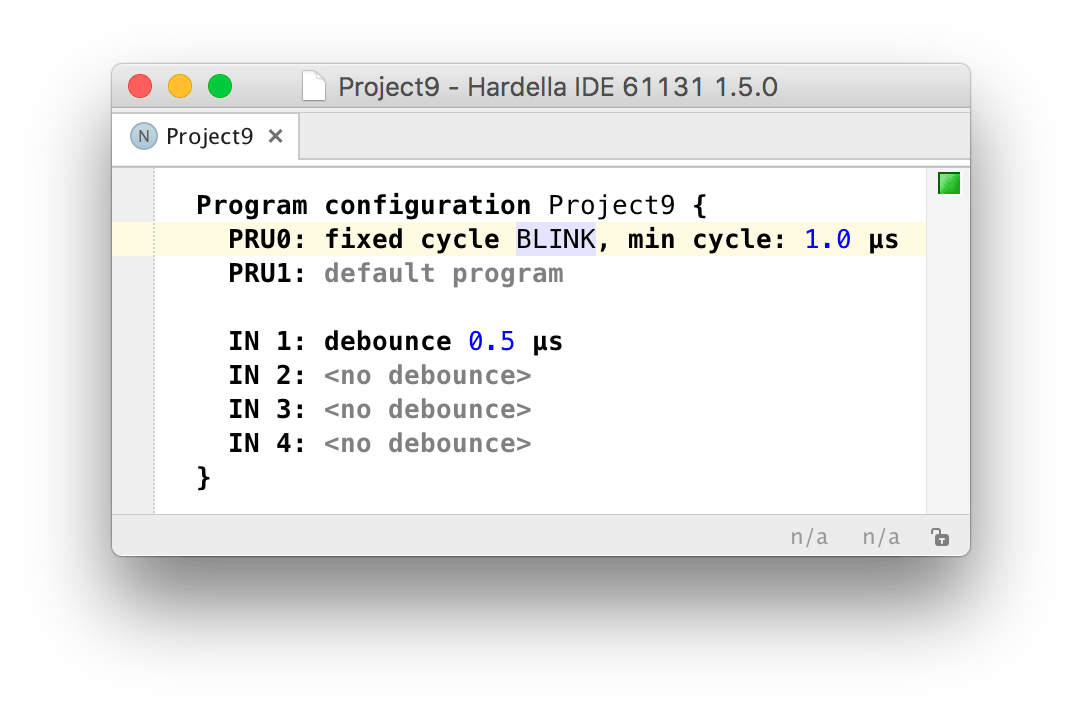 Project9 - Hardella IDE 61131 1.5.0
N Project9 ×
Program configuration Project9 {
PRU0: fixed cycle BLINK, min cycle: 1.0 μs
PRU1: default program
IN 1: debounce 0.5 μs
IN 2: <no debounce>
IN 3: <no debounce>
IN 4: <no debounce>
}
n/a n/a